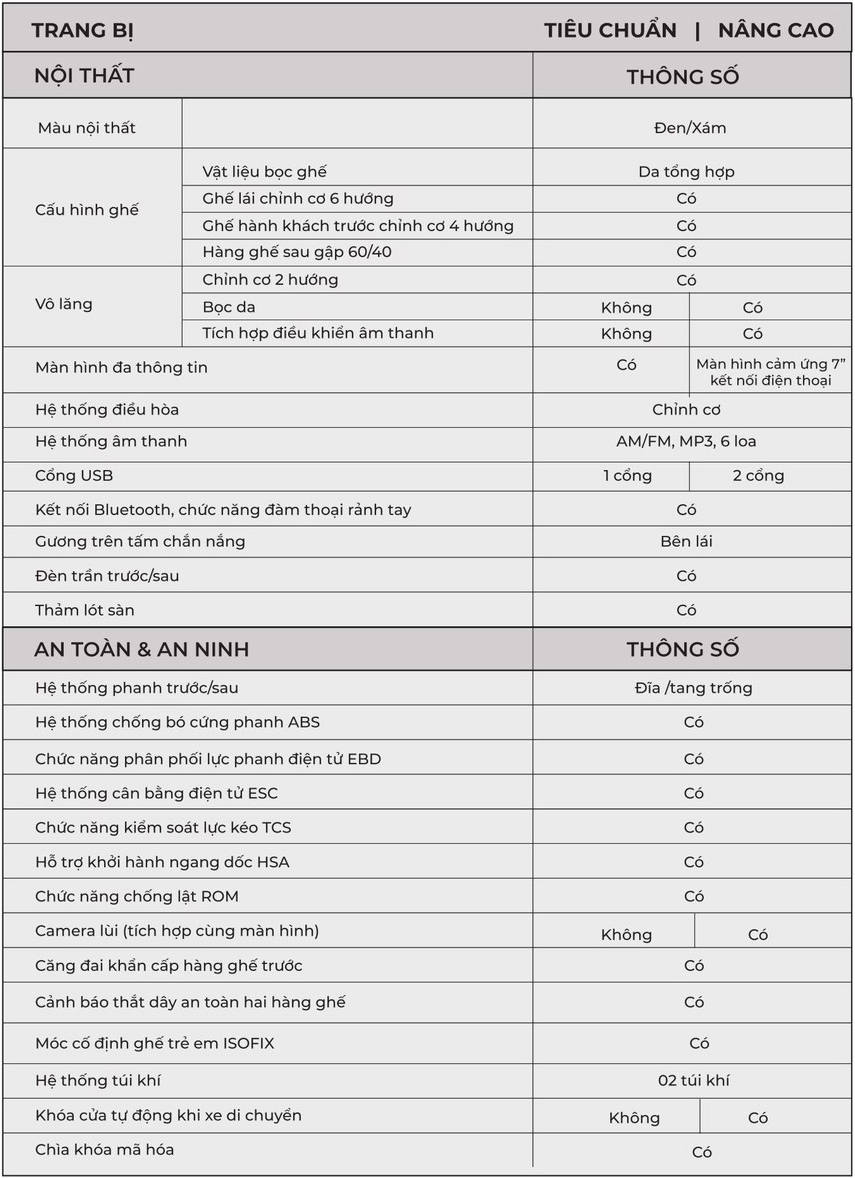 TRANG BỊ TIÊU CHUẨN | NÂNG CAO
NỘI THẤT THÔNG SỐ
Màu nội thất Đen/Xám
Cấu hình ghế
Vật liệu bọc ghế Da tổng hợp
Ghế lái chỉnh cơ 6 hướng Có
Ghế hành khách trước chỉnh cơ 4 hướng Có
Hàng ghế sau gập 60/40 Có
Vô lăng
Chỉnh cơ 2 hướng Có
Bọc da Không Có
Tích hợp điều khiển âm thanh Không Có
Màn hình đa thông tin Có Màn hình cảm ứng 7”
kết nối điện thoại
Hệ thống điều hòa Chỉnh cơ
Hệ thống âm thanh AM/FM, MP3, 6 loa
Cổng USB 1 cổng 2 cổng
Kết nối Bluetooth, chức năng đàm thoại rảnh tay Có
Gương trên tấm chắn nắng Bên lái
Đèn trần trước/sau Có
Thảm lót sàn Có
AN TOÀN & AN NINH THÔNG SỐ
Hệ thống phanh trước/sau Đĩa /tang trống
Hệ thống chống bó cứng phanh ABS Có
Chức năng phân phối lực phanh điện tử EBD Có
Hệ thống cân bằng điện tử ESC Có
Chức năng kiểm soát lực kéo TCS Có
Hỗ trợ khởi hành ngang dốc HSA Có
Chức năng chống lật ROM Có
Camera lùi (tích hợp cùng màn hình) Không Có
Căng đai khẩn cấp hàng ghế trước Có
Cảnh báo thắt dây an toàn hai hàng ghế Có
Móc cố định ghế trẻ em ISOFIX Có
Hệ thống túi khí 02 túi khí
Khóa cửa tự động khi xe di chuyển Không Có
Chìa khóa mã hóa Có